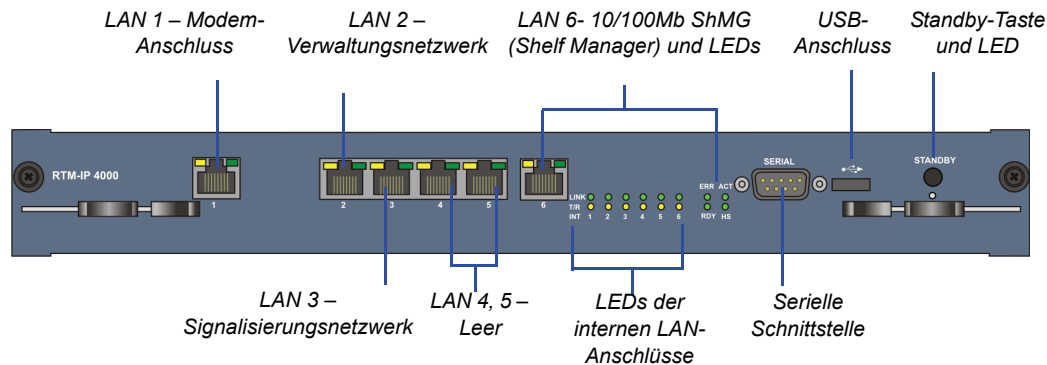 LAN 1 – Modem-
Anschluss
LAN 2 –
Verwaltungsnetzwerk
LAN 6- 10/100Mb ShMG
(Shelf Manager) und LEDs
USB-
Anschluss
Standby-Taste
und LED
RTM-IP 4000
1
2
3
4
5
6
LINK
T/R
INT 1 2 3 4 5 6
ERR ACT
RDY HS
SERIAL
STANDBY
LAN 3 –
Signalisierungsnetzwerk
LAN 4, 5 –
Leer
LEDs der
internen LAN-
Anschlüsse
Serielle
Schnittstelle